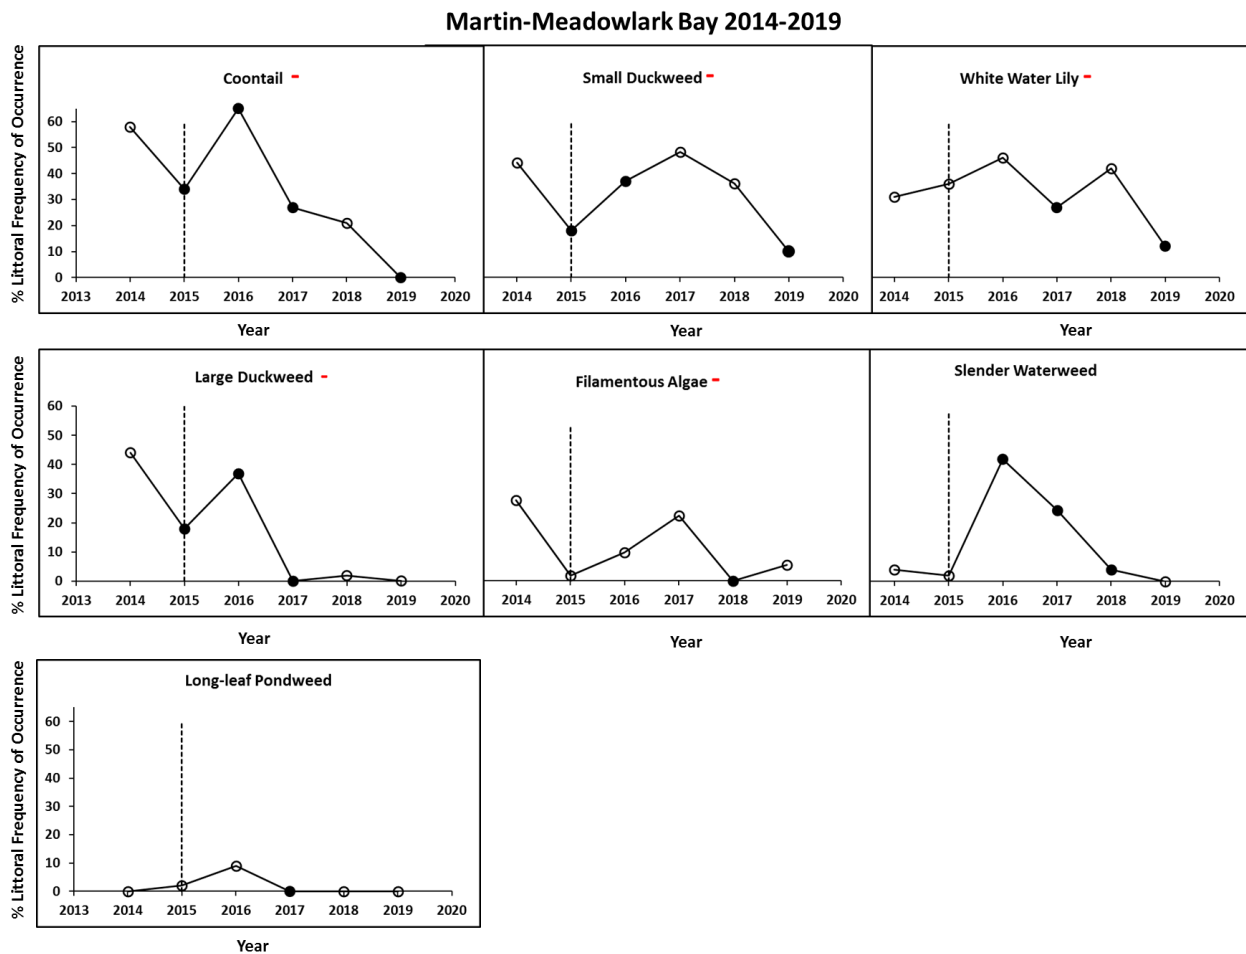 Martin-Meadowlark Bay 2014-2019
% Littoral Frequency of Occurrence
Coontail -
60
50
40
30
20
10
0
2013 2014 2015 2016 2017 2018 2019 2020
Year
Small Duckweed -
2014 2015 2016 2017 2018 2019 2020
Year
White Water Lily -
2014 2015 2016 2017 2018 2019 2020
Year
% Littoral Frequency of Occurrence
Large Duckweed -
60
50
40
30
20
10
0
2013 2014 2015 2016 2017 2018 2019 2020
Year
Filamentous Algae -
2014 2015 2016 2017 2018 2019 2020
Year
Slender Waterweed
2014 2015 2016 2017 2018 2019 2020
Year
% Littoral Frequency of Occurrence
Long-leaf Pondweed
60
50
40
30
20
10
0
2013 2014 2015 2016 2017 2018 2019 2020
Year